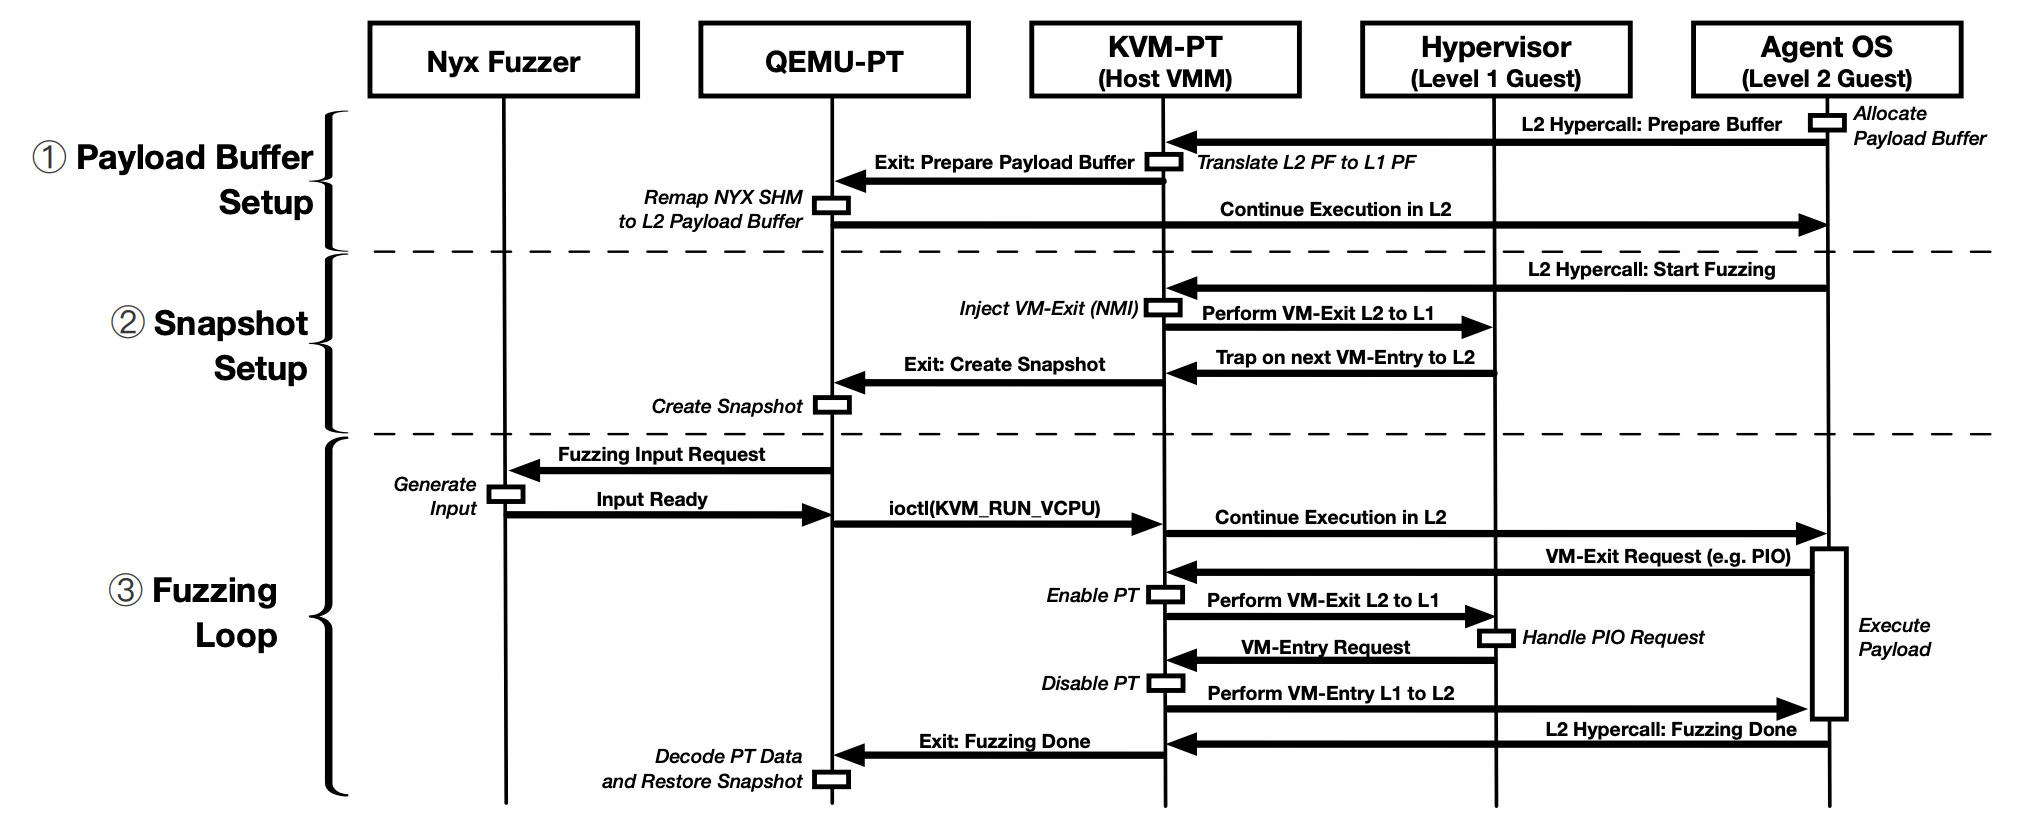 Nyx Fuzzer
QEMU-PT
KVM-PT
(Host VMM)
Hypervisor
(Level 1 Guest)
Agent OS
(Level 2 Guest)
① Payload Buffer
Setup
Allocate
Payload Buffer
L2 Hypercall: Prepare Buffer
Translate L2 PF to L1 PF
Exit: Prepare Payload Buffer
Remap NYX SHM
to L2 Payload Buffer
Continue Execution in L2
② Snapshot
Setup
L2 Hypercall: Start Fuzzing
Inject VM-Exit (NMI)
Perform VM-Exit L2 to L1
Trap on next VM-Entry to L2
Exit: Create Snapshot
Create Snapshot
③ Fuzzing
Loop
Fuzzing Input Request
Generate
Input
Input Ready
ioctl(KVM_RUN_VCPU)
Continue Execution in L2
VM-Exit Request (e.g. PIO)
Enable PT
Perform VM-Exit L2 to L1
Handle PIO Request
Execute
Payload
VM-Entry Request
Disable PT
Perform VM-Entry L1 to L2
L2 Hypercall: Fuzzing Done
Exit: Fuzzing Done
Decode PT Data
and Restore Snapshot